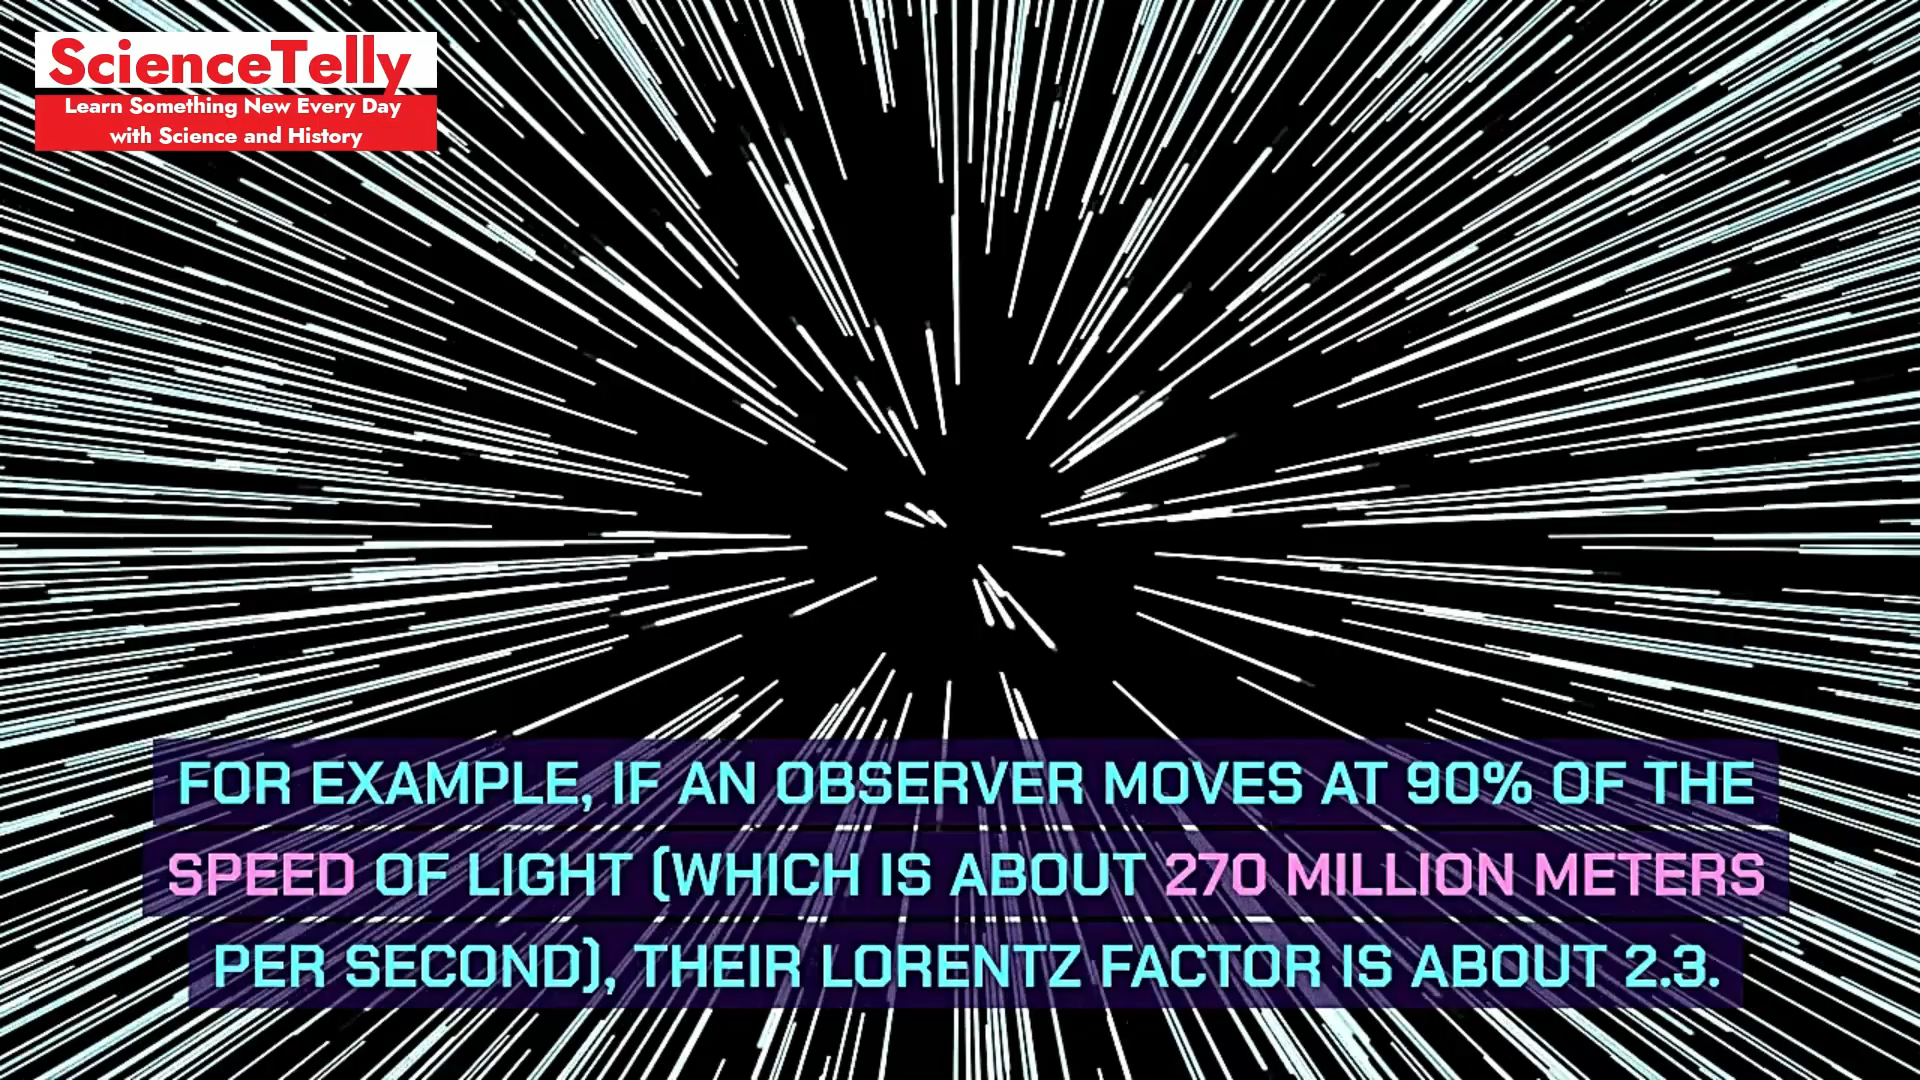 ScienceTelly
Learn Something New Every Day
with Science and History
FOR EXAMPLE, IF AN OBSERVER MOVES AT 90% OF THE
SPEED OF LIGHT (WHICH IS ABOUT 270 MILLION METERS
PER SECOND), THEIR LORENTZ FACTOR IS ABOUT 2.3.